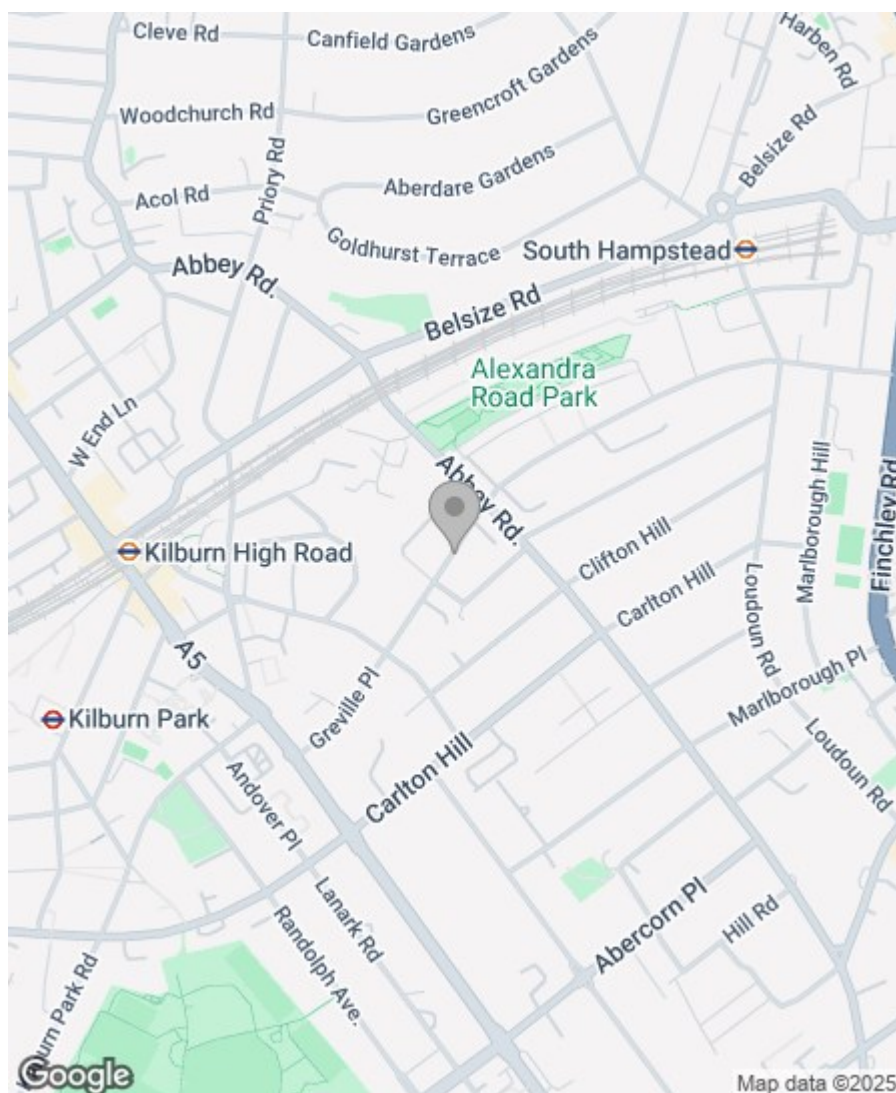 Cleve Rd
Canfield Gardens
Harben Rd
Woodchurch Rd
Greencroft Gardens
Belsize Rd
Priory Rd
Acol Rd
Aberdare Gardens
Goldhurst Terrace
South Hampstead
Abbey Rd.
Belsize Rd
Alexandra
Road Park
W End Ln
Abbey Rd.
Marlborough Hill
Finchley Rd
Kilburn High Road
Clifton Hill
Carlton Hill
Loudoun Rd
A5
Marlborough Pl
Kilburn Park
Greville Pl
Loudoun Rd
Andover Pl
Carlton Hill
Lanark Rd
Abercorn Pl
Hill Rd
Randolph Ave.
Kilburn Park Rd
Google
Map data ©2025